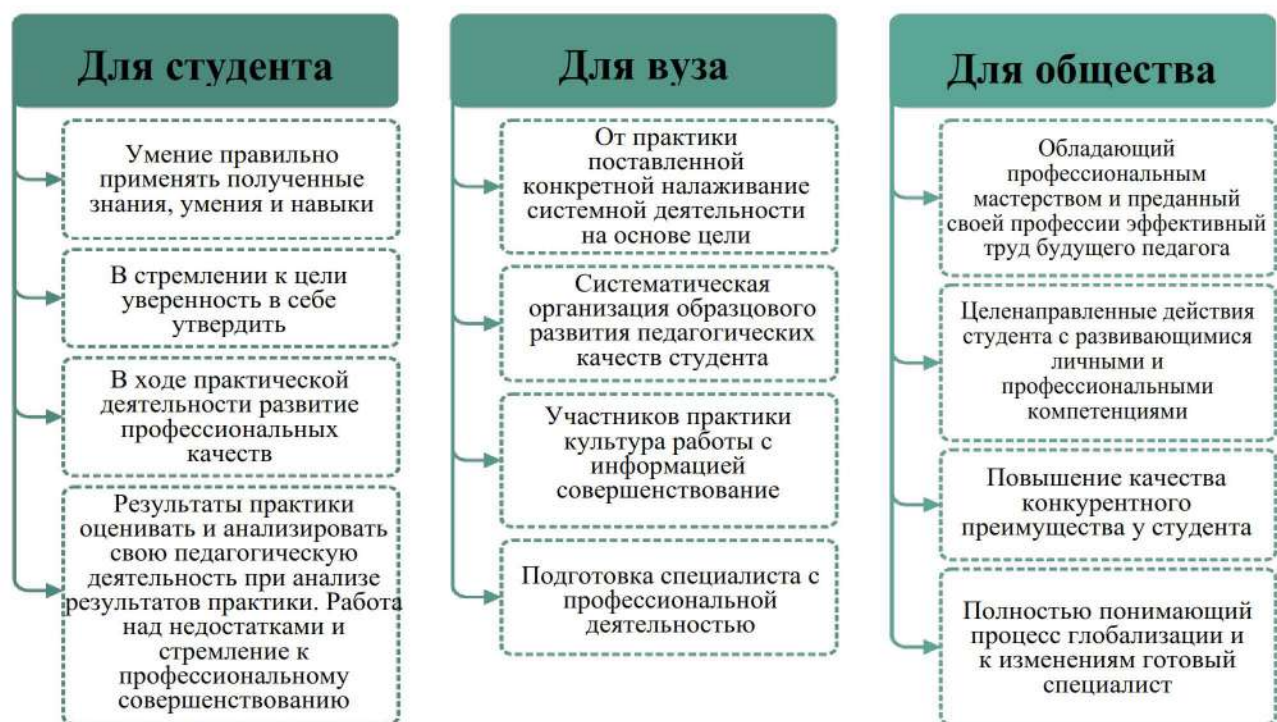 Для студента
Умение правильно
применять полученные
знания, умения и навыки
В стремлении к цели
уверенность в себе
утвердить
В ходе практической
деятельности развитие
профессиональных
качеств
Результаты практики
оценивать и анализировать
свою педагогическую
деятельность при анализе
результатов практики. Работа
над недостатками и
стремление к
профессиональному
совершенствованию
Для вуза
От практики
поставленной
конкретной налаживание
системной деятельности
на основе цели
Систематическая
организация образцового
развития педагогических
качеств студента
Участников практики
культура работы с
информацией
совершенствование
Подготовка специалиста с
профессиональной
деятельностью
Для общества
Обладающий
профессиональным
мастерством и преданный
своей профессии эффективный
труд будущего педагога
Целенаправленные действия
студента с развивающимися
личными и
профессиональными
компетенциями
Повышение качества
конкурентного
преимущества у студента
Полностью понимающий
процесс глобализации и
к изменениям готовый
специалист